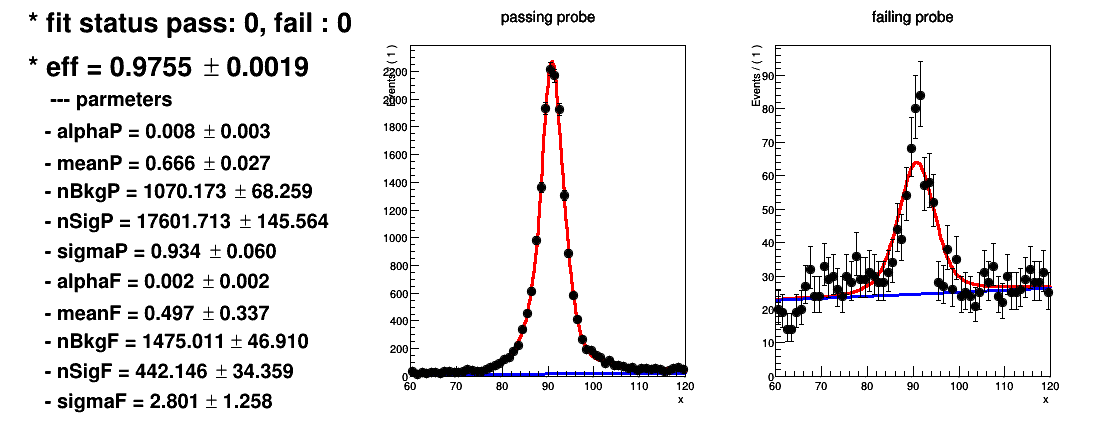 * fit status pass: 0, fail : 0
* eff = 0.9755 ± 0.0019
--- parmeters
- alphaP = 0.008 ± 0.003
- meanP = 0.666 ± 0.027
- nBkgP = 1070.173 ± 68.259
- nSigP = 17601.713 ± 145.564
- sigmaP = 0.934 ± 0.060
- alphaF = 0.002 ± 0.002
- meanF = 0.497 ± 0.337
- nBkgF = 1475.011 ± 46.910
- nSigF = 442.146 ± 34.359
- sigmaF = 2.801 ± 1.258
passing probe
Events / ( 1 )
2200
2000
1800
1600
1400
1200
1000
800
600
400
200
0
60 70 80 90 100 110 120
x
failing probe
Events / ( 1 )
90
80
70
60
50
40
30
20
10
0
60 70 80 90 100 110 120
x